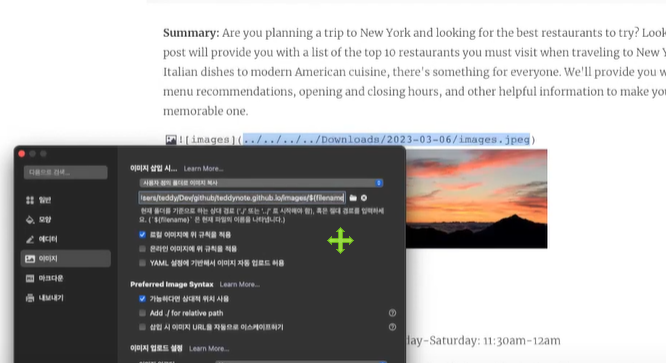 Summary: Are you planning a trip to New York and looking for the best restaurants to try? Look
post will provide you with a list of the top 10 restaurants you must visit when traveling to New Y
Italian dishes to modern American cuisine, there's something for everyone. We'll provide you w
menu recommendations, opening and closing hours, and other helpful information to make you
memorable one.
![images](../../../../Downloads/2023-03-06/images.jpeg)
다음으로 검색...
일반
모양
에디터
이미지
마크다운
내보내기
이미지 삽입 시... Learn More...
사용자 정의 폴더로 이미지 복사
sers/teddy/Dev/github/teddynote.github.io/images/${filename
현재 폴더를 기준으로 하는 상대 경로 ('./' 또는 '../' 로 시작해야 함), 혹은 절대 경로를 입력하세
요. (`${filename}` 은 현재 파일의 이름을 나타냅니다.)
로컬 이미지에 위 규칙을 적용
온라인 이미지에 위 규칙을 적용
YAML 설정에 기반해서 이미지 자동 업로드 허용
Preferred Image Syntax Learn More...
가능하다면 상대적 위치 사용
Add ./ for relative path
삽입 시 이미지 URL을 자동으로 이스케이프하기
이미지 업로드 설정 Learn More...
day-Saturday: 11:30am-12am